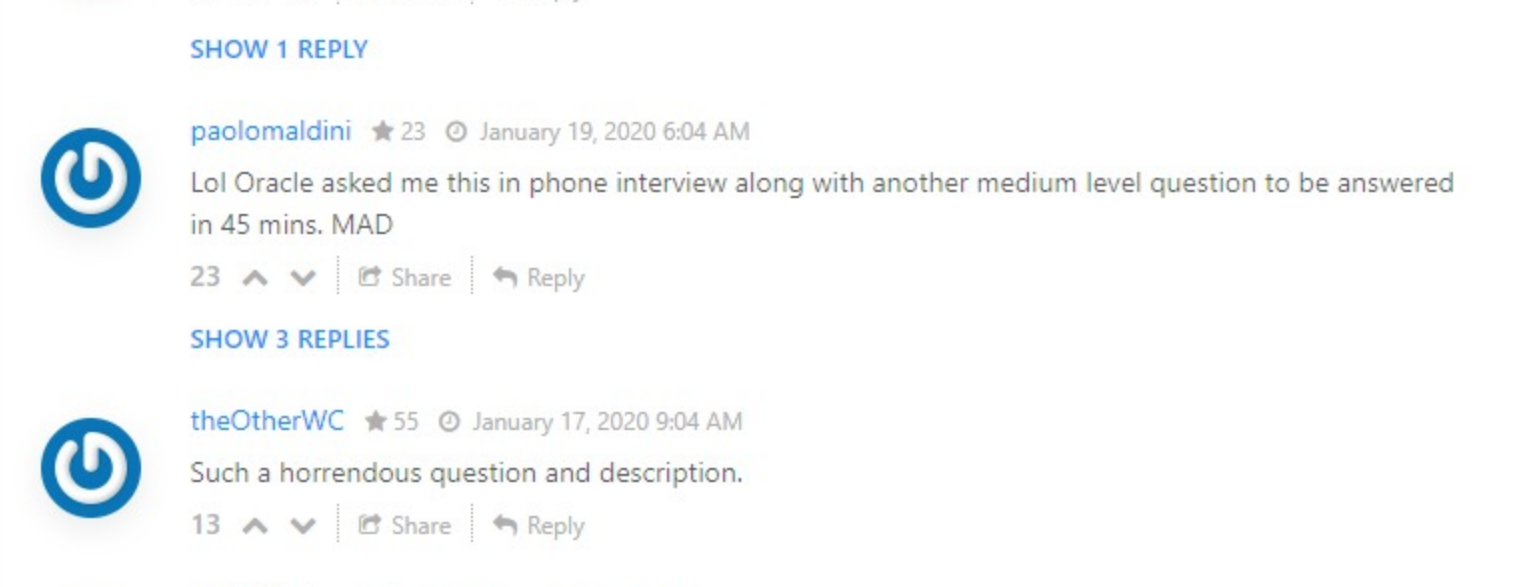 SHOW 1 REPLY
paolomaldini 23 January 19, 2020 6:04 AM
Lol Oracle asked me this in phone interview along with another medium level question to be answered
in 45 mins. MAD
23 Share Reply
SHOW 3 REPLIES
theOtherWC 55 January 17, 2020 9:04 AM
Such a horrendous question and description.
13 Share Reply